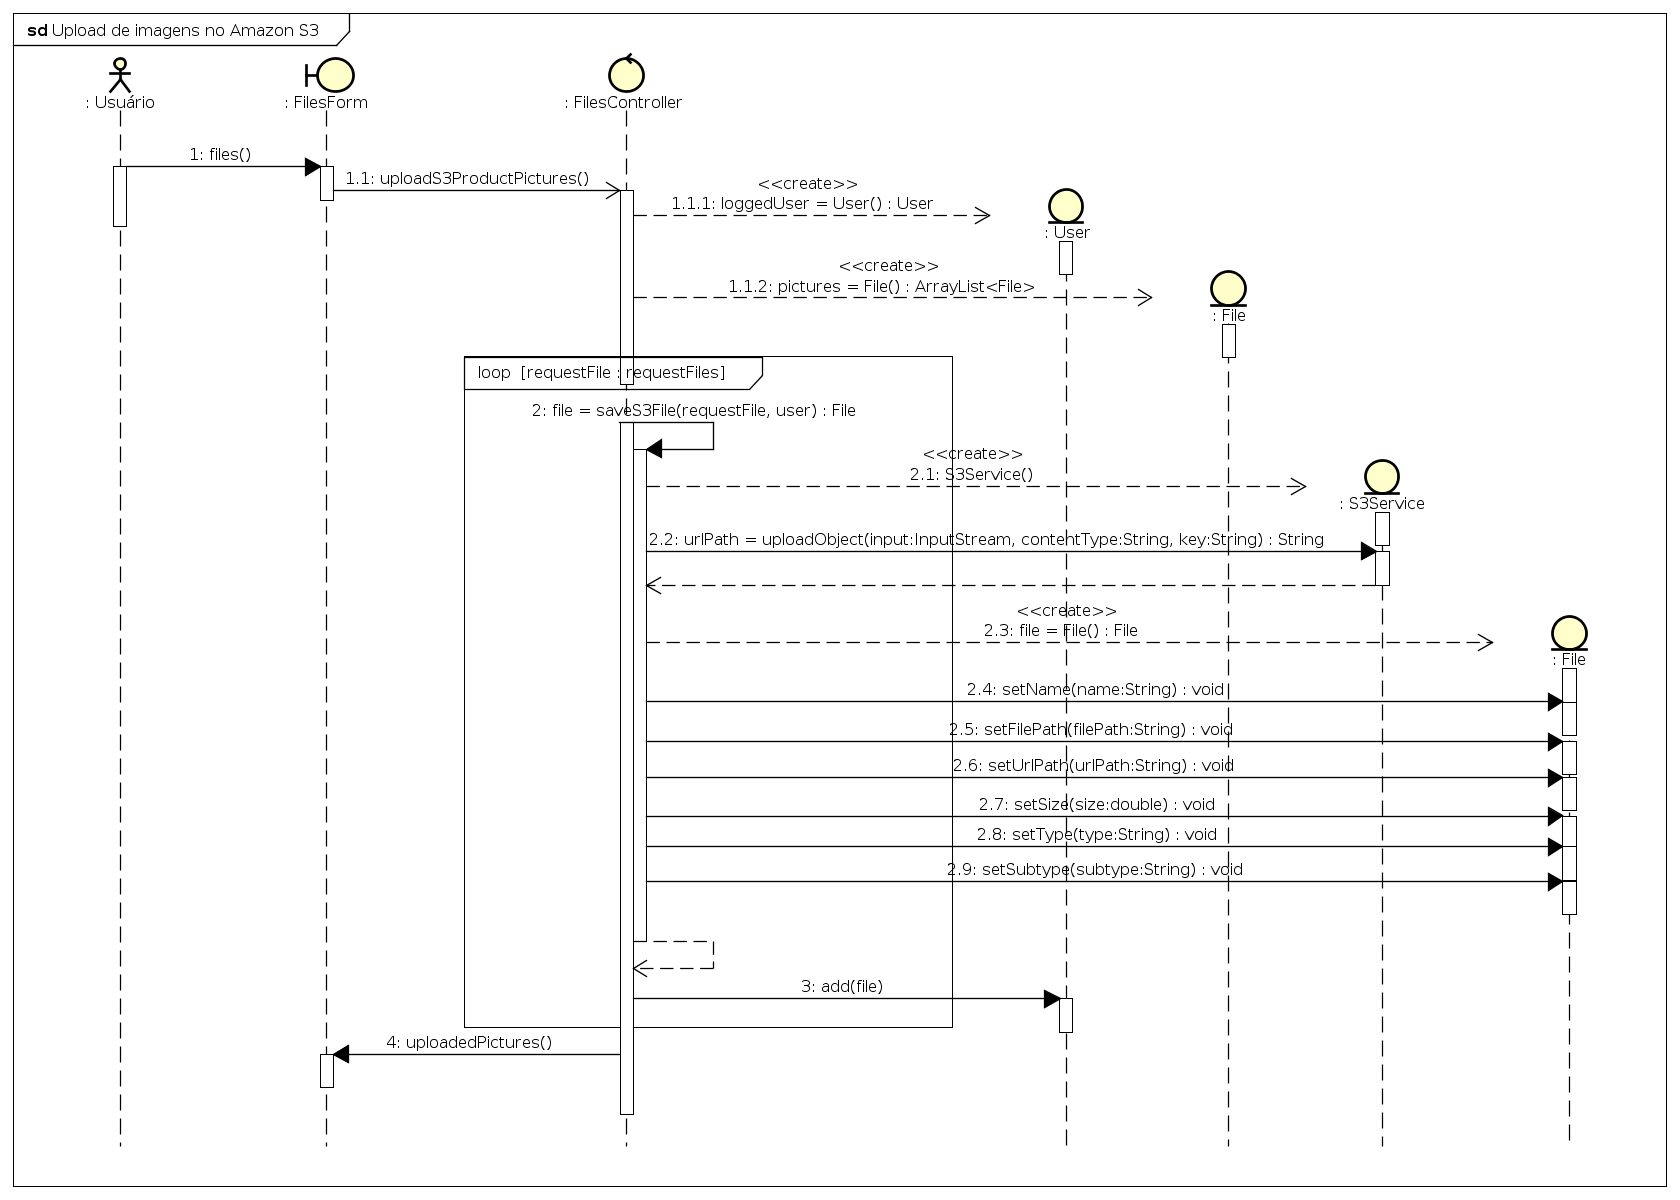 sd Upload de imagens no Amazon S3
: Usuário
: FilesForm
: FilesController
1: files()
1.1: uploadS3ProductPictures()
<<create>>
1.1.1: loggedUser = User() : User
: User
<<create>>
1.1.2: pictures = File() : ArrayList<File>
: File
loop [requestFile : requestFiles]
2: file = saveS3File(requestFile, user) : File
<<create>>
2.1: S3Service()
: S3Service
2.2: urlPath = uploadObject(input:InputStream, contentType:String, key:String) : String
<<create>>
2.3: file = File() : File
: File
2.4: setName(name:String) : void
2.5: setFilePath(filePath:String) : void
2.6: setUrlPath(urlPath:String) : void
2.7: setSize(size:double) : void
2.8: setType(type:String) : void
2.9: setSubtype(subtype:String) : void
3: add(file)
4: uploadedPictures()